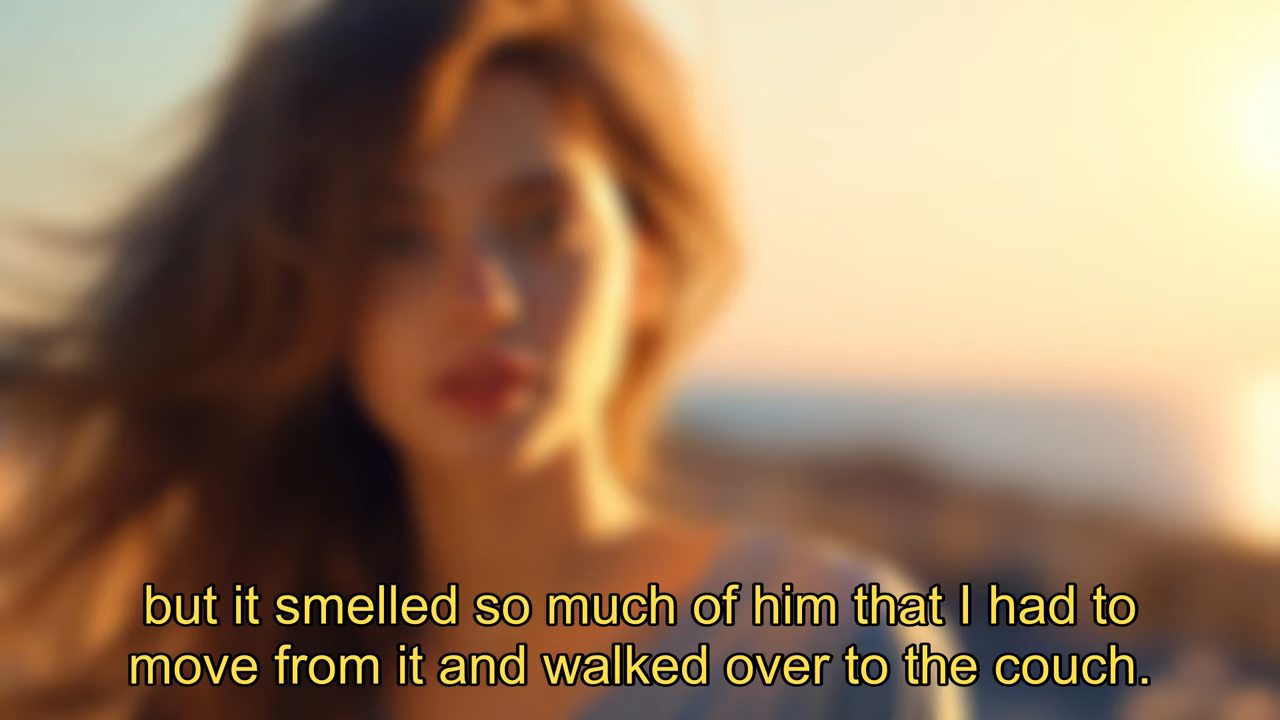 but it smelled so much of him that I had to
move from it and walked over to the couch.